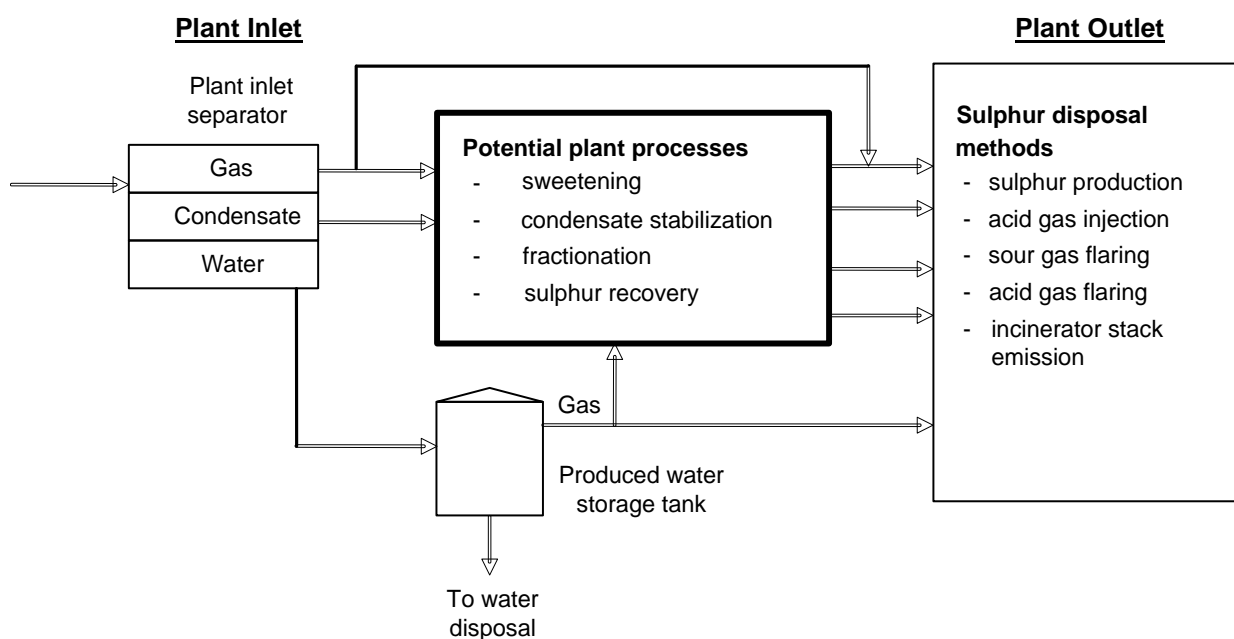 Plant Inlet
Plant Outlet
Plant inlet
separator
Gas
Condensate
Water
Potential plant processes
- sweetening
- condensate stabilization
- fractionation
- sulphur recovery
Sulphur disposal
methods
- sulphur production
- acid gas injection
- sour gas flaring
- acid gas flaring
- incinerator stack
emission
Gas
Produced water
storage tank
To water
disposal